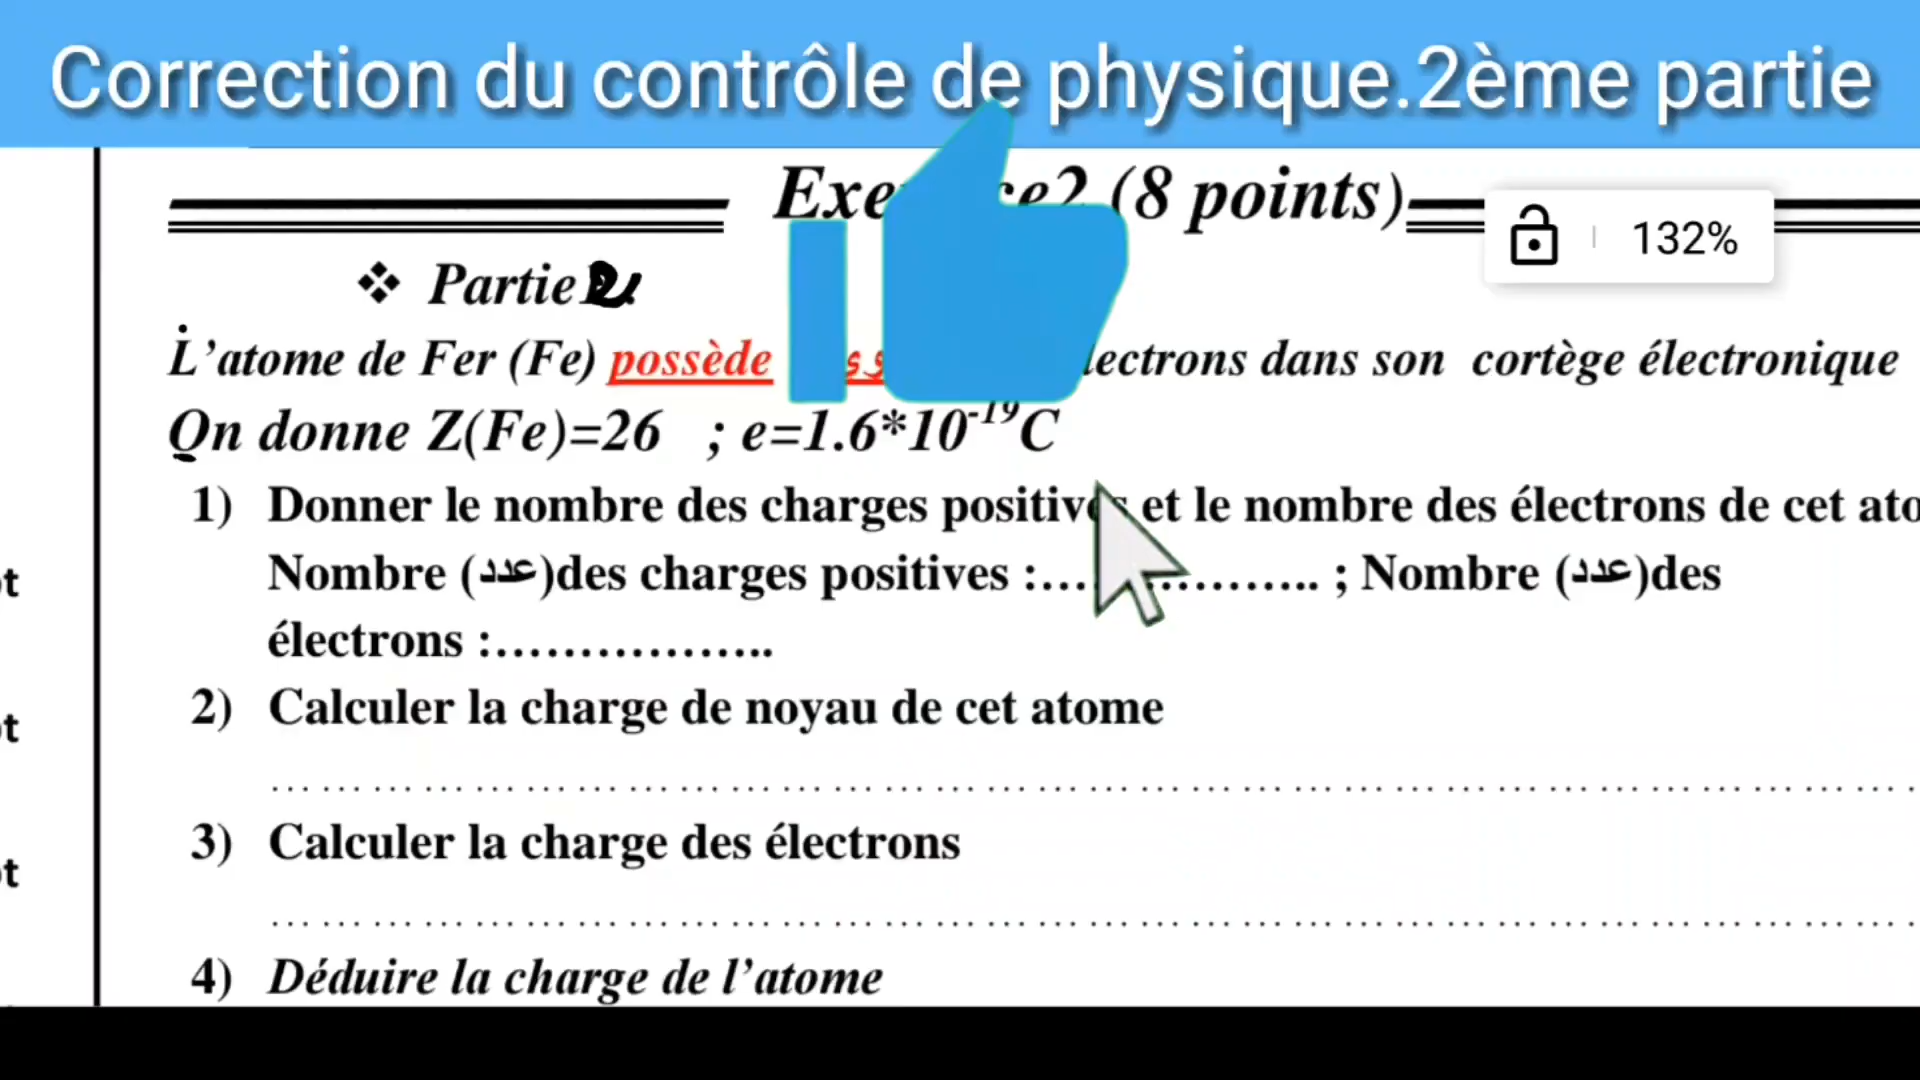 Correction du contrôle de physique.2ème partie
(8 points)
132%
❖ Partie
L’atome de Fer (Fe) possède électrons dans son cortège électronique
On donne Z(Fe)=26 ; e=1.6*10⁻¹⁹C
1) Donner le nombre des charges positives et le nombre des électrons de cet ato
Nombre (عدد)des charges positives :…………….. ; Nombre (عدد)des
électrons :……………..
2) Calculer la charge de noyau de cet atome
3) Calculer la charge des électrons
4) Déduire la charge de l’atome
t
t
t